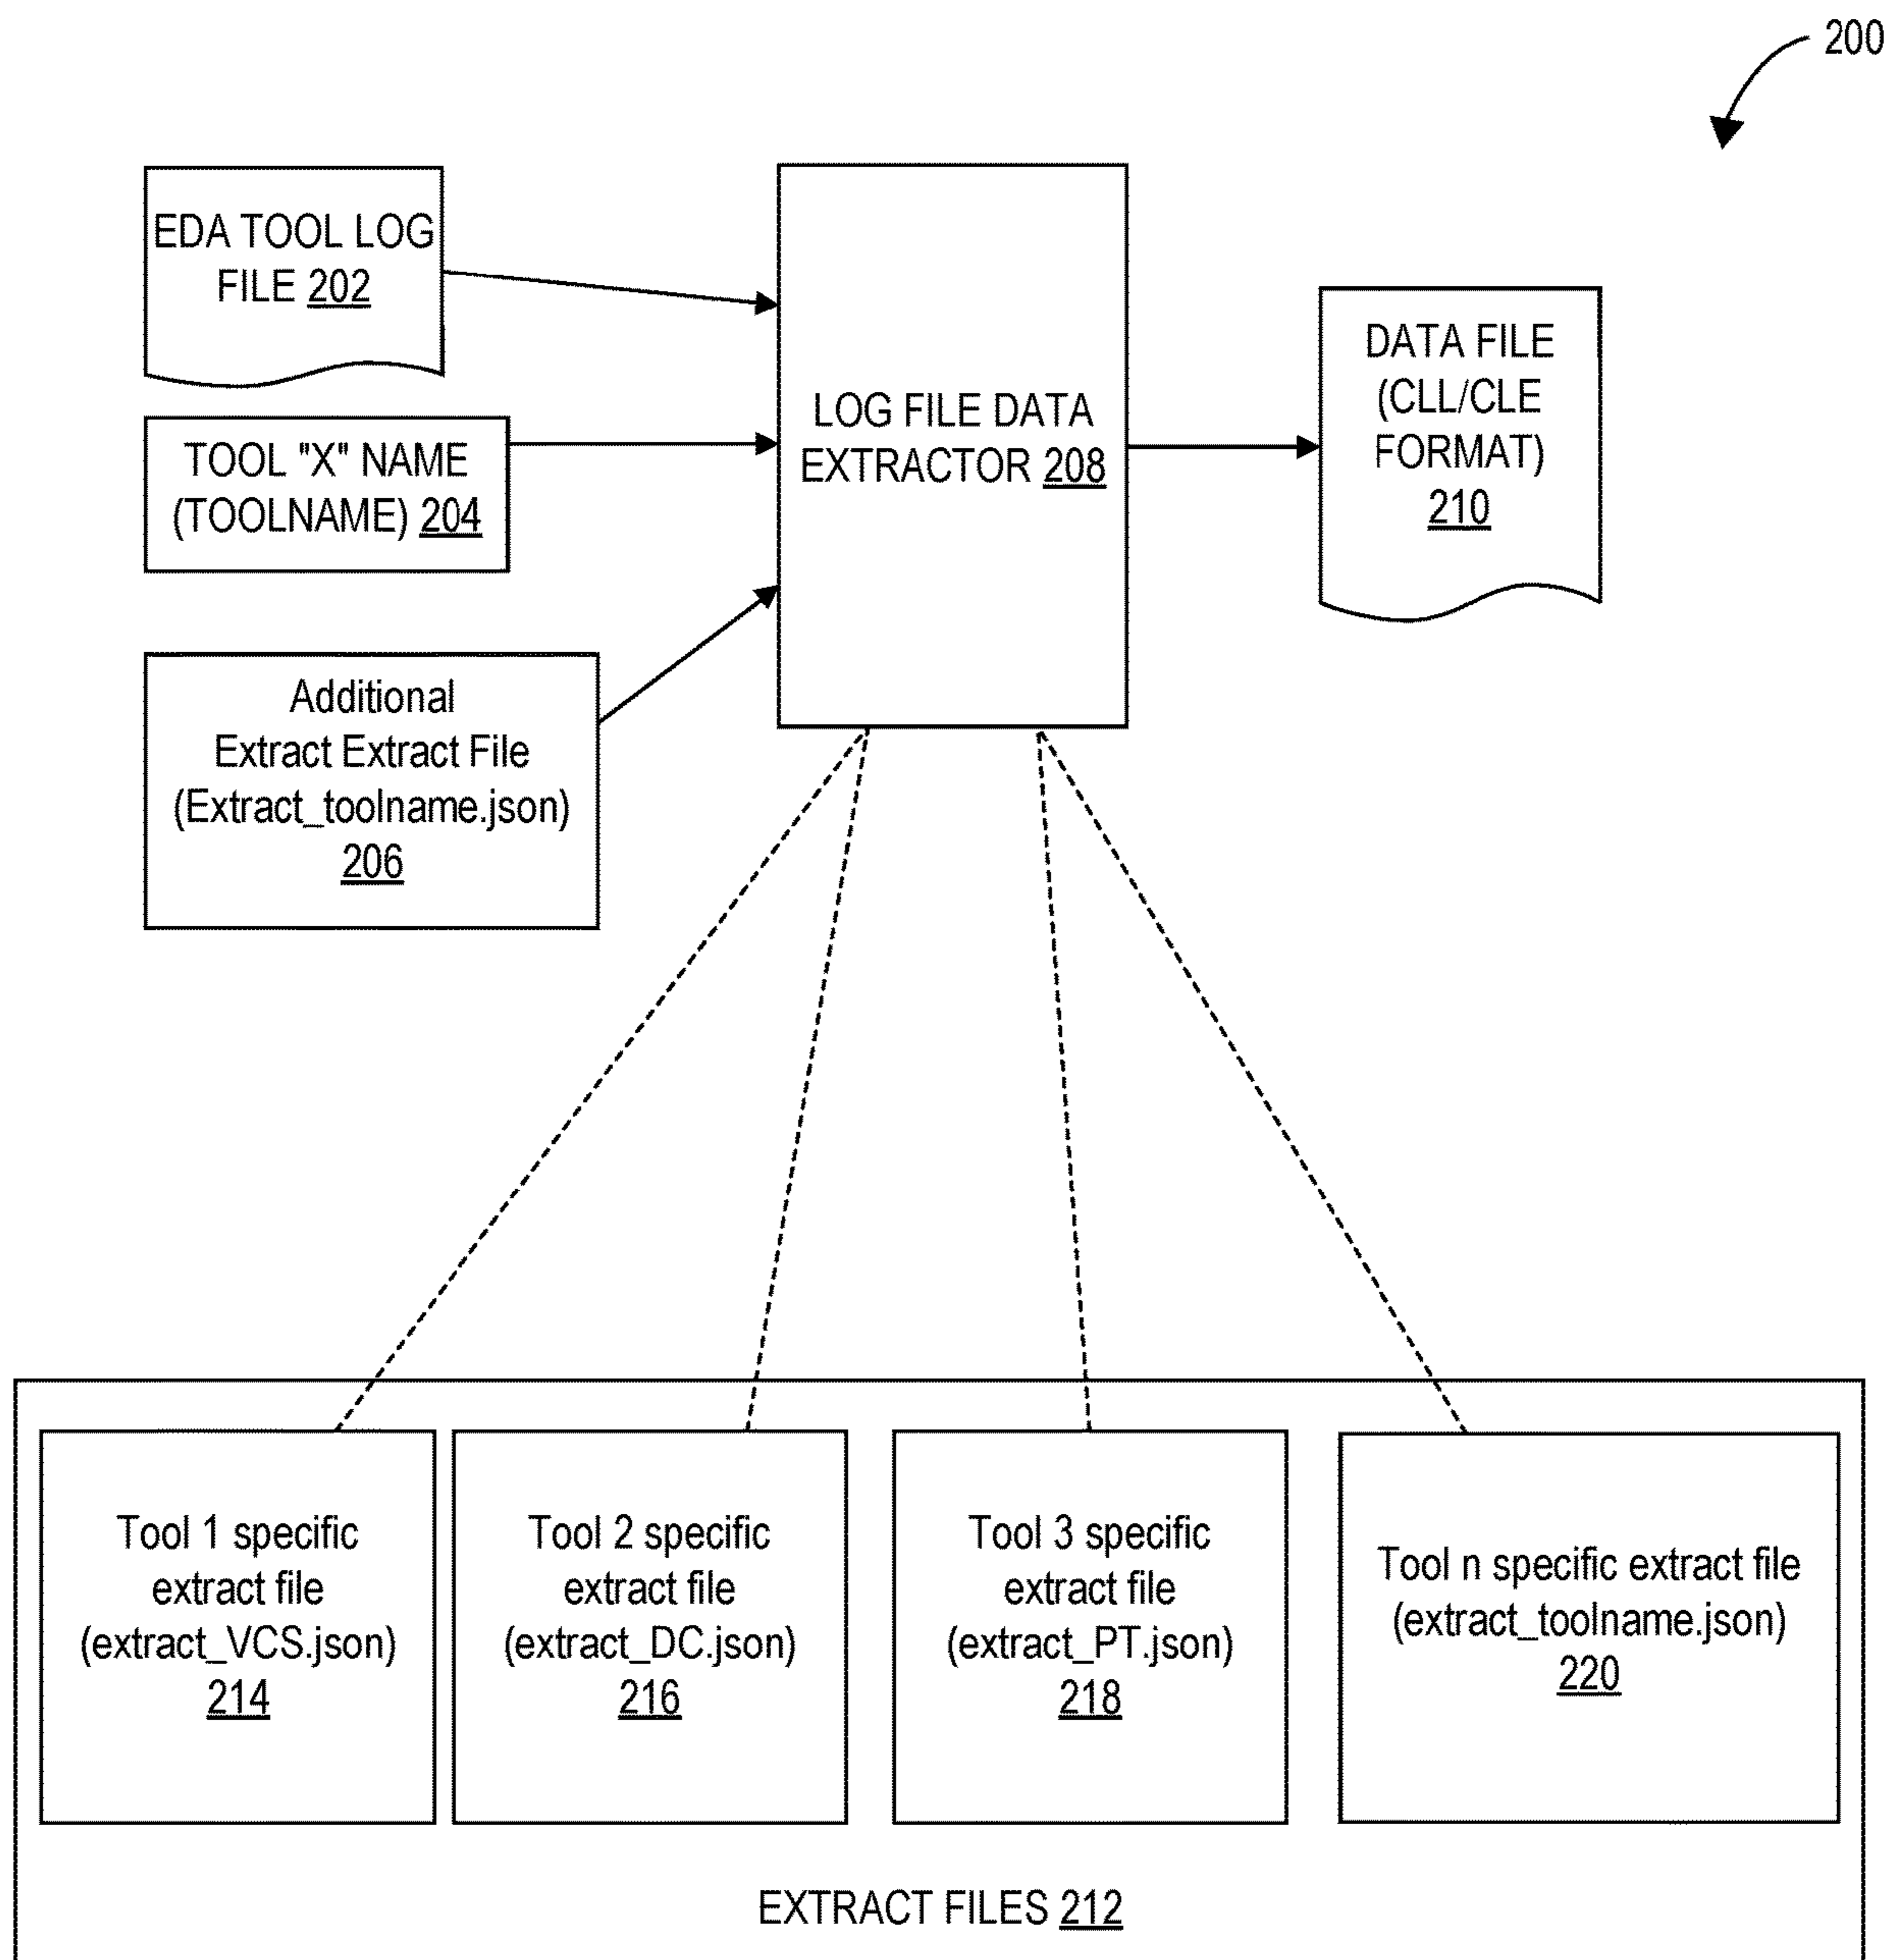 200
EDA TOOL LOG
FILE 202
TOOL "X" NAME
(TOOLNAME) 204
Additional
Extract Extract File
(Extract_toolname.json)
206
LOG FILE DATA
EXTRACTOR 208
DATA FILE
(CLL/CLE
FORMAT)
210
Tool 1 specific
extract file
(extract_VCS.json)
214
Tool 2 specific
extract file
(extract_DC.json)
216
Tool 3 specific
extract file
(extract_PT.json)
218
Tool n specific extract file
(extract_toolname.json)
220
EXTRACT FILES 212